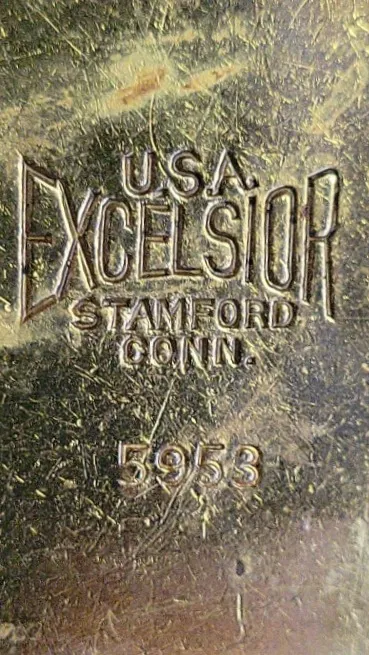 U.S.A.
EXCELSIOR
STAMFORD
CONN.
5953